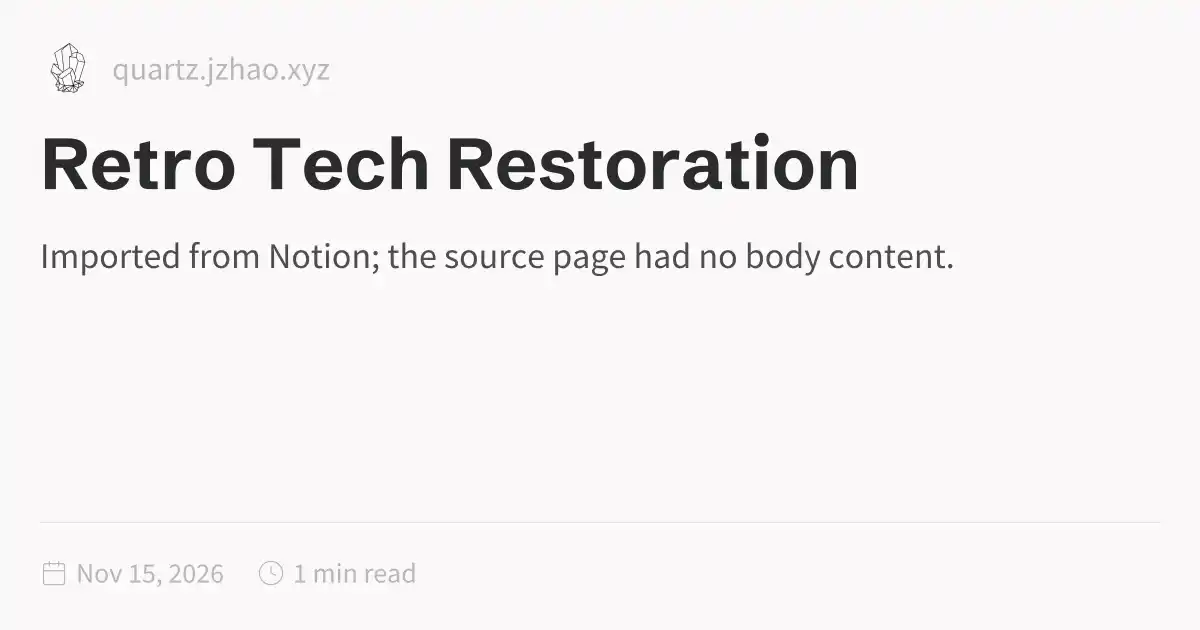 quartz.jzhao.xyz
Retro Tech Restoration
Imported from Notion; the source page had no body content.
Nov 15, 2026
1 min read